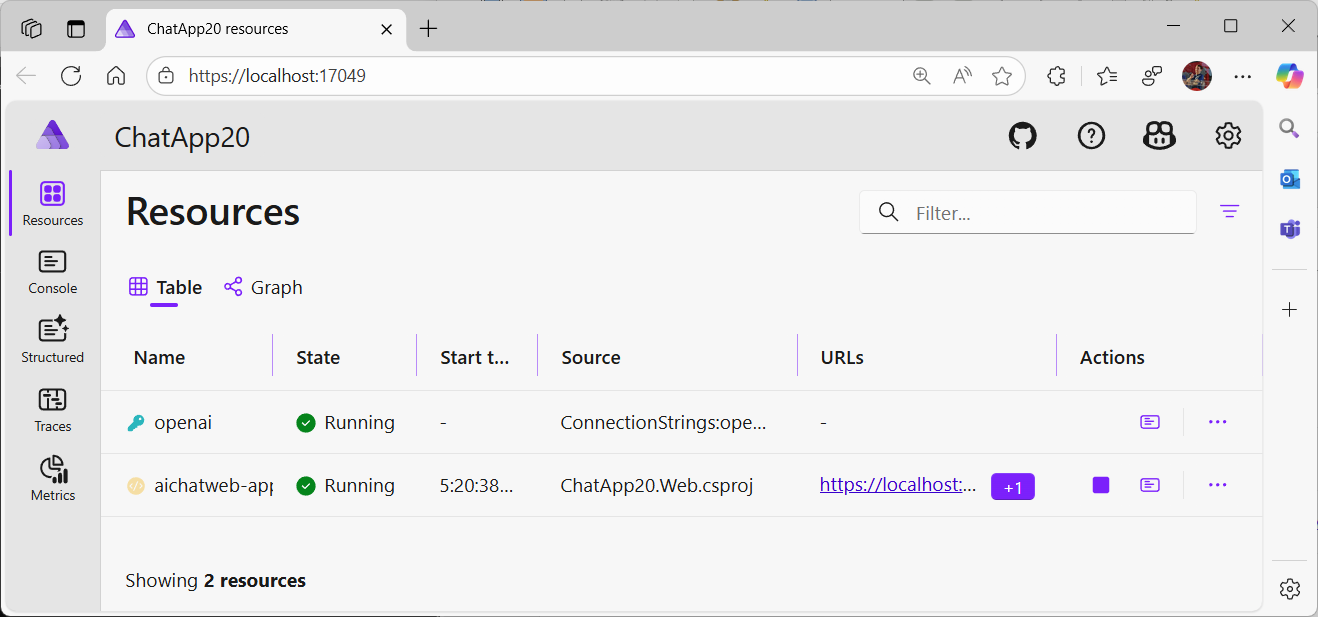 ChatApp20 resources
https://localhost:17049
ChatApp20
Resources
Console
Structured
Traces
Metrics
Resources
Filter...
Table Graph
Name State Start t... Source URLs Actions
openai Running - ConnectionStrings:ope... -
aichatweb-app Running 5:20:38... ChatApp20.Web.csproj https://localhost:... +1
Showing 2 resources